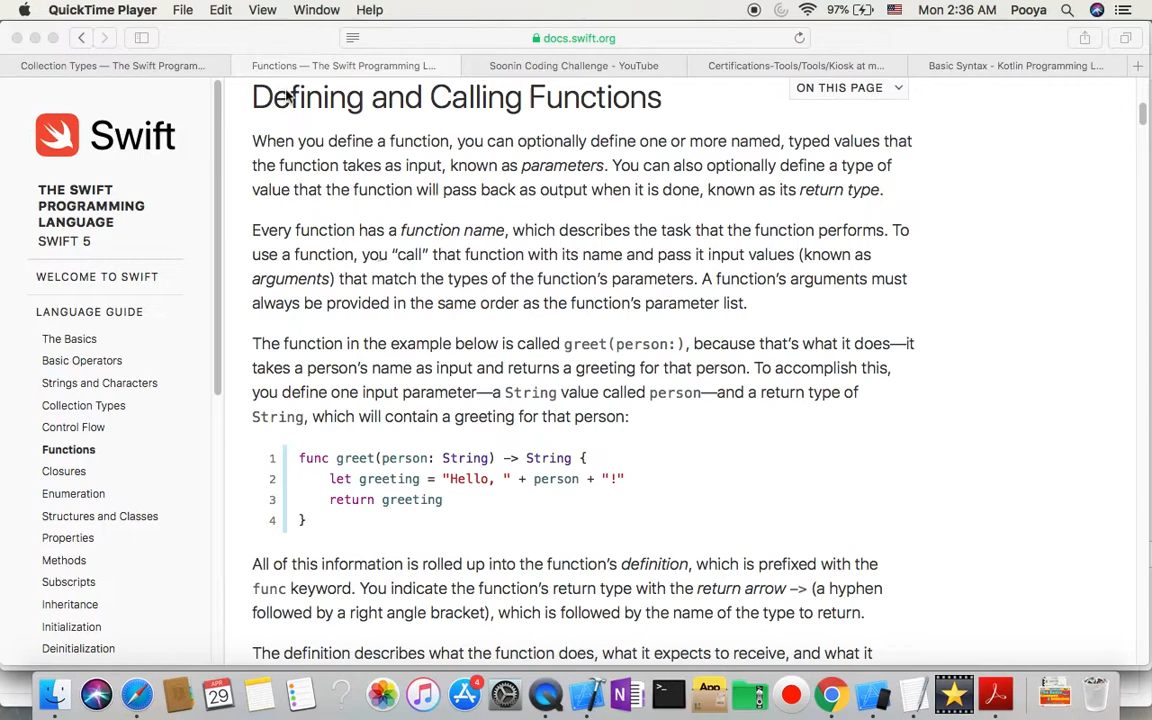 QuickTime Player File Edit View Window Help 97% Mon 2:36 AM Pooya
docs.swift.org
Collection Types — The Swift Program... Functions — The Swift Programming L... Soonin Coding Challenge - YouTube Certifications-Tools/Tools/Kiosk at m... Basic Syntax - Kotlin Programming L...
Defining and Calling Functions
ON THIS PAGE
Swift
THE SWIFT
PROGRAMMING
LANGUAGE
SWIFT 5
WELCOME TO SWIFT
LANGUAGE GUIDE
The Basics
Basic Operators
Strings and Characters
Collection Types
Control Flow
Functions
Closures
Enumeration
Structures and Classes
Properties
Methods
Subscripts
Inheritance
Initialization
Deinitialization
When you define a function, you can optionally define one or more named, typed values that
the function takes as input, known as parameters. You can also optionally define a type of
value that the function will pass back as output when it is done, known as its return type.
Every function has a function name, which describes the task that the function performs. To
use a function, you “call” that function with its name and pass it input values (known as
arguments) that match the types of the function’s parameters. A function’s arguments must
always be provided in the same order as the function’s parameter list.
The function in the example below is called greet(person:), because that’s what it does—it
takes a person’s name as input and returns a greeting for that person. To accomplish this,
you define one input parameter—a String value called person—and a return type of
String, which will contain a greeting for that person:
1 func greet(person: String) -> String {
2 let greeting = "Hello, " + person + "!"
3 return greeting
4 }
All of this information is rolled up into the function’s definition, which is prefixed with the
func keyword. You indicate the function’s return type with the return arrow -> (a hyphen
followed by a right angle bracket), which is followed by the name of the type to return.
The definition describes what the function does, what it expects to receive, and what it
APR
29
4
App